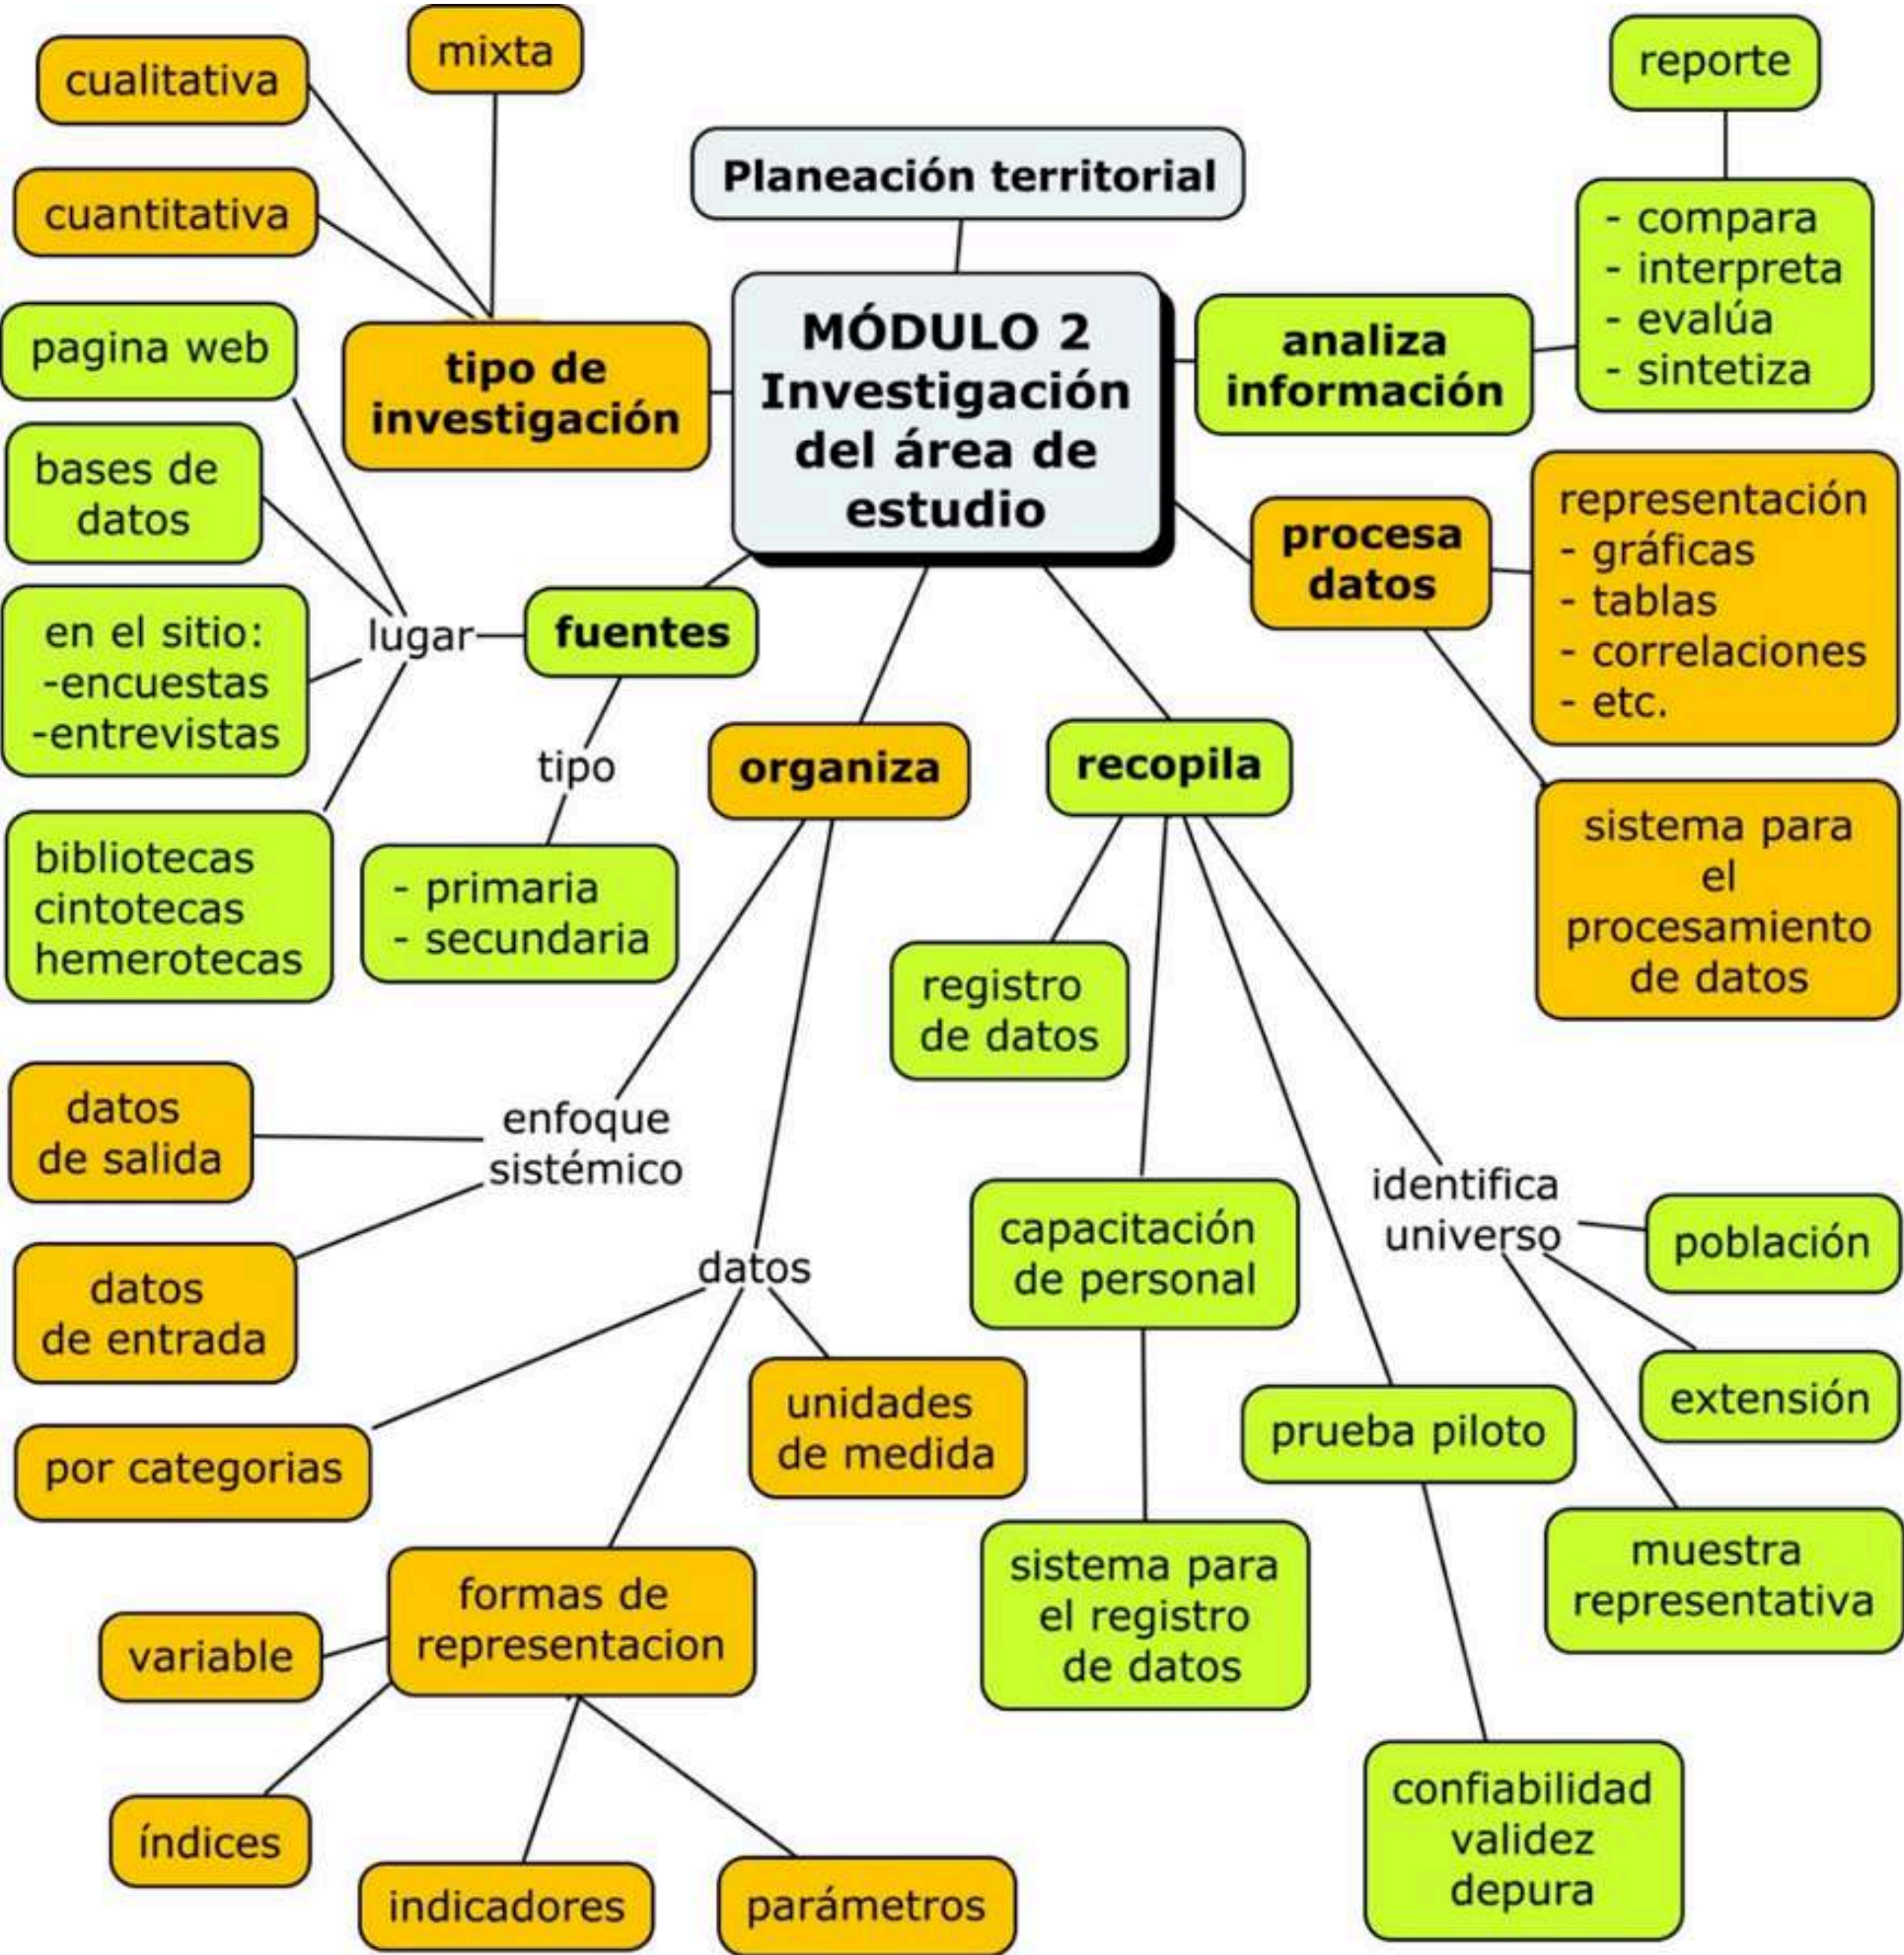 mixta
cualitativa
cuantitativa
Planeación territorial
reporte
- compara
- interpreta
- evalúa
- sintetiza
MÓDULO 2
Investigación
del área de
estudio
analiza
información
tipo de
investigación
pagina web
bases de
datos
en el sitio:
-encuestas
-entrevistas
bibliotecas
cintotecas
hemerotecas
lugar
fuentes
tipo
- primaria
- secundaria
procesa
datos
representación
- gráficas
- tablas
- correlaciones
- etc.
sistema para
el
procesamiento
de datos
organiza
recopila
registro
de datos
enfoque
sistémico
datos
de salida
datos
de entrada
datos
por categorias
unidades
de medida
formas de
representacion
variable
índices
indicadores
parámetros
capacitación
de personal
sistema para
el registro
de datos
identifica
universo
población
extensión
muestra
representativa
prueba piloto
confiabilidad
validez
depura